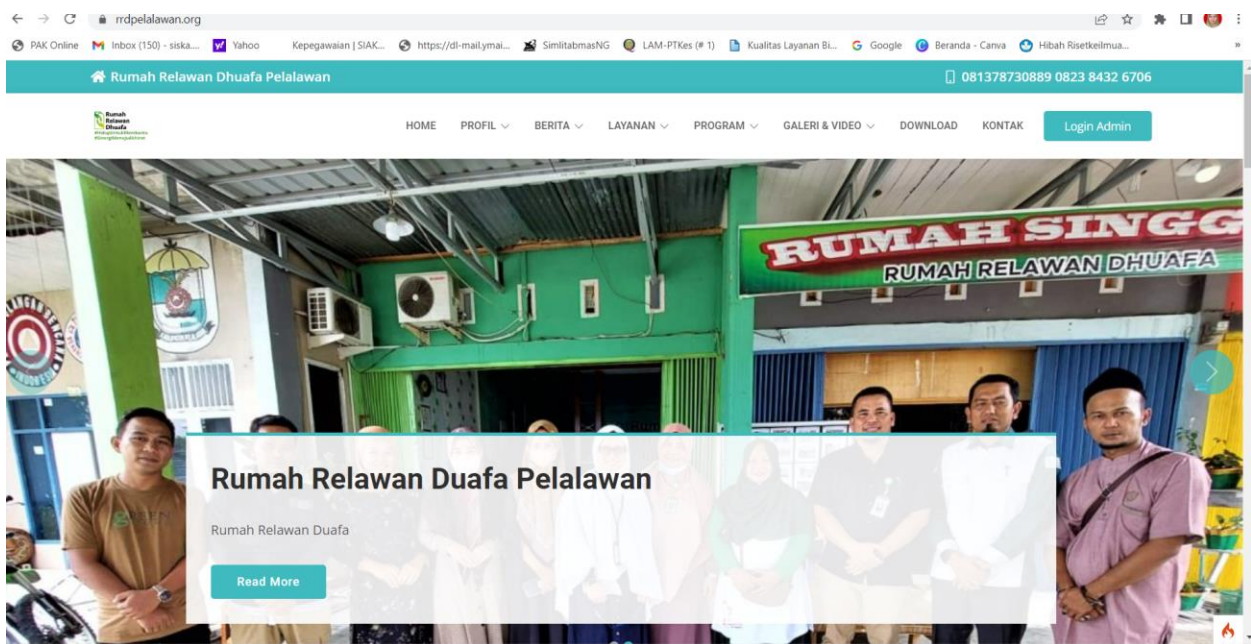 rrdpelalawan.org
PAK Online Inbox (150) - siska.... Yahoo Kepegawaian | SIAK... https://dl-mail.ymai... SimlitabmasNG LAM-PTKes (# 1) Kualitas Layanan Bi... Google Beranda - Canva Hibah Risetkeilmua... »
Rumah Relawan Dhuafa Pelalawan 081378730889 0823 8432 6706
Rumah
Relawan
Dhuafa
HOME PROFIL BERITA LAYANAN PROGRAM GALERI & VIDEO DOWNLOAD KONTAK Login Admin
RUMAH SINGG
RUMAH RELAWAN DHUAFA
INDONESIA
GREEN
Rumah Relawan Duafa Pelalawan
Rumah Relawan Duafa
Read More